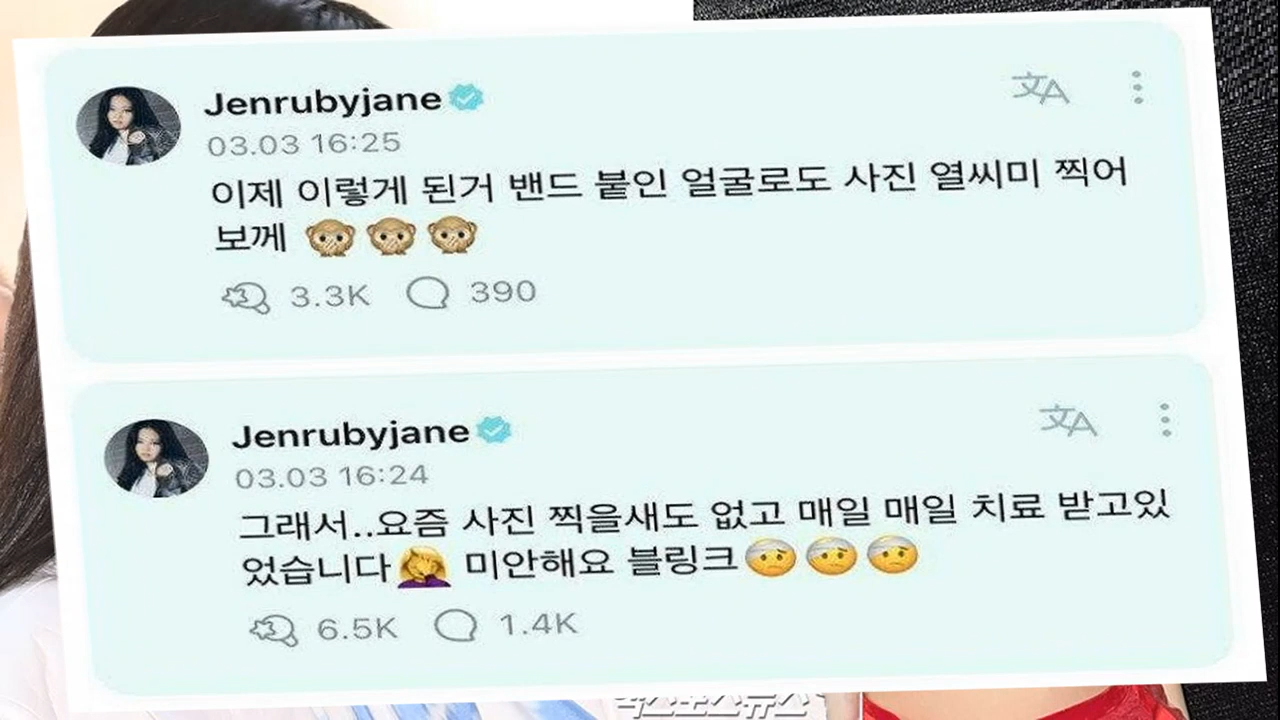 Jenrubyjane
03.03 16:25
이제 이렇게 된거 밴드 붙인 얼굴로도 사진 열씨미 찍어
보께 🙊🙊🙊
3.3K 390
Jenrubyjane
03.03 16:24
그래서..요즘 사진 찍을새도 없고 매일 매일 치료 받고있
었습니다🤦‍♀️ 미안해요 블링크🤕🤕🤕
6.5K 1.4K